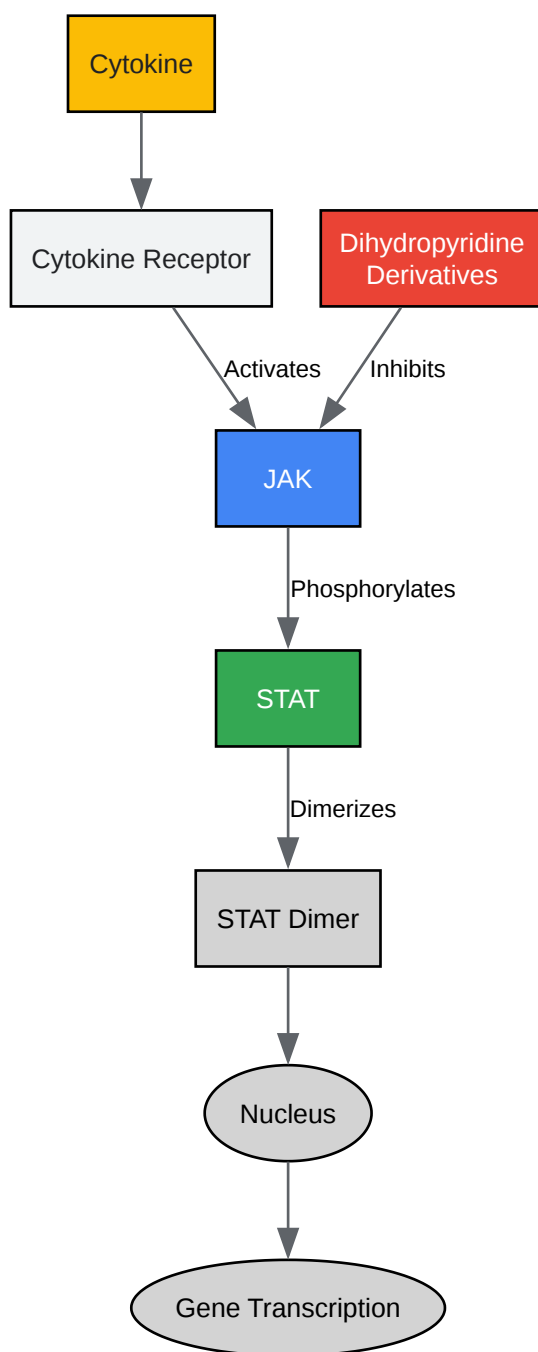 Cytokine
Cytokine Receptor
Dihydropyridine
Derivatives
Activates
Inhibits
JAK
Phosphorylates
STAT
Dimerizes
STAT Dimer
Nucleus
Gene Transcription